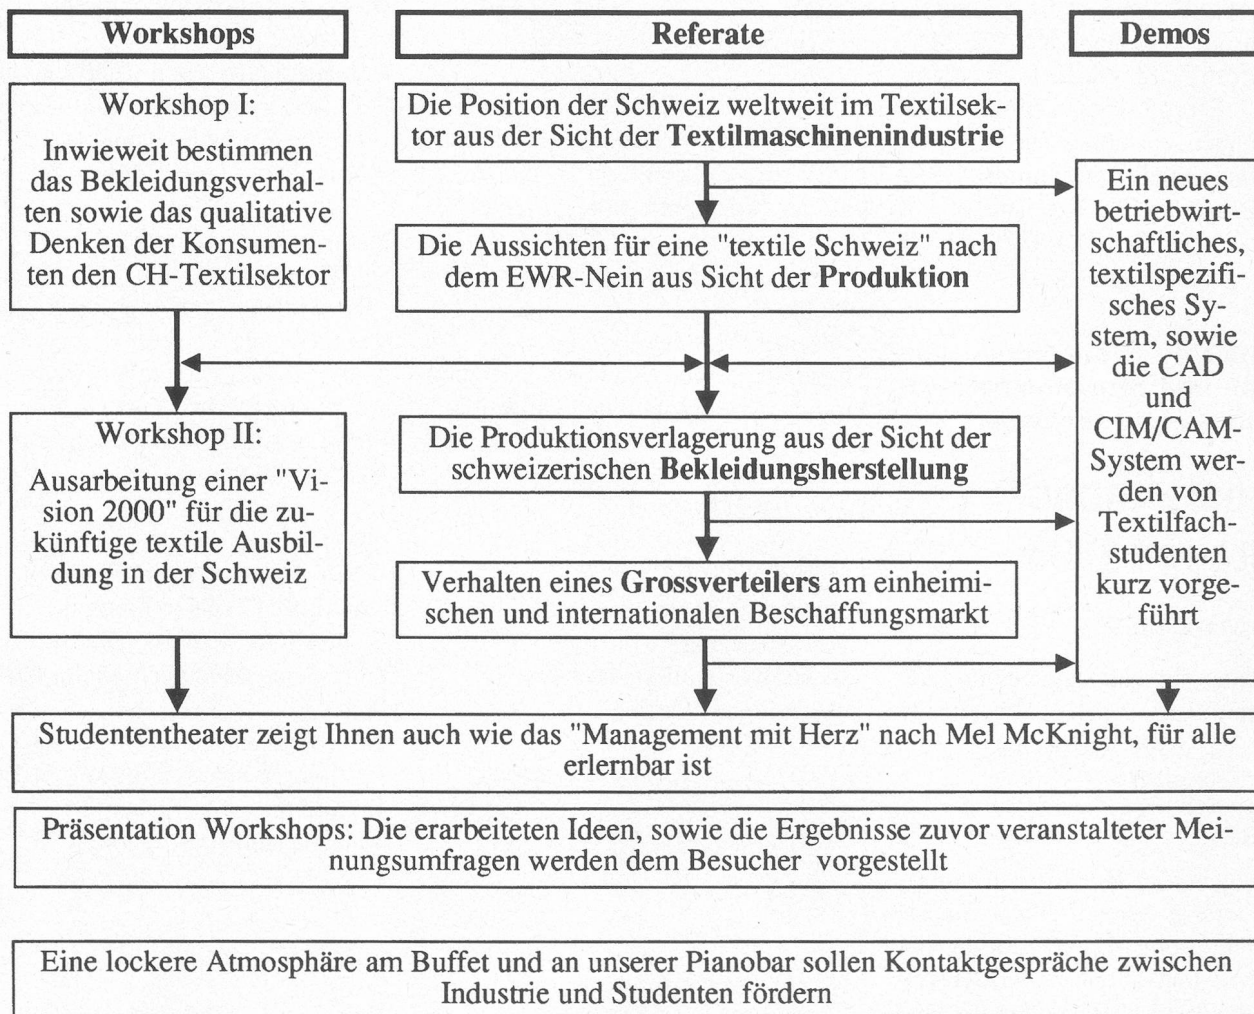 Workshops
Referate
Demos
Workshop I:
Inwieweit bestimmen
das Bekleidungsverhal-
ten sowie das qualitative
Denken der Konsumen-
ten den CH-Textilsektor
Workshop II:
Ausarbeitung einer "Vi-
sion 2000" für die zu-
künftige textile Ausbil-
dung in der Schweiz
Die Position der Schweiz weltweit im Textilsek-
tor aus der Sicht der Textilmaschinenindustrie
Die Aussichten für eine "textile Schweiz" nach
dem EWR-Nein aus Sicht der Produktion
Die Produktionsverlagerung aus der Sicht der
schweizerischen Bekleidungsherstellung
Verhalten eines Grossverteilers am einheimi-
schen und internationalen Beschaffungsmarkt
Ein neues
betriebwirt-
schaftliches,
textilspezifi-
sches Sy-
stem, sowie
die CAD
und
CIM/CAM-
System wer-
den von
Textilfach-
studenten
kurz vorge-
führt
Studententheater zeigt Ihnen auch wie das "Management mit Herz" nach Mel McKnight, für alle
erlernbar ist
Präsentation Workshops: Die erarbeiteten Ideen, sowie die Ergebnisse zuvor veranstalteter Mei-
nungsumfragen werden dem Besucher vorgestellt
Eine lockere Atmosphäre am Buffet und an unserer Pianobar sollen Kontaktgespräche zwischen
Industrie und Studenten fördern